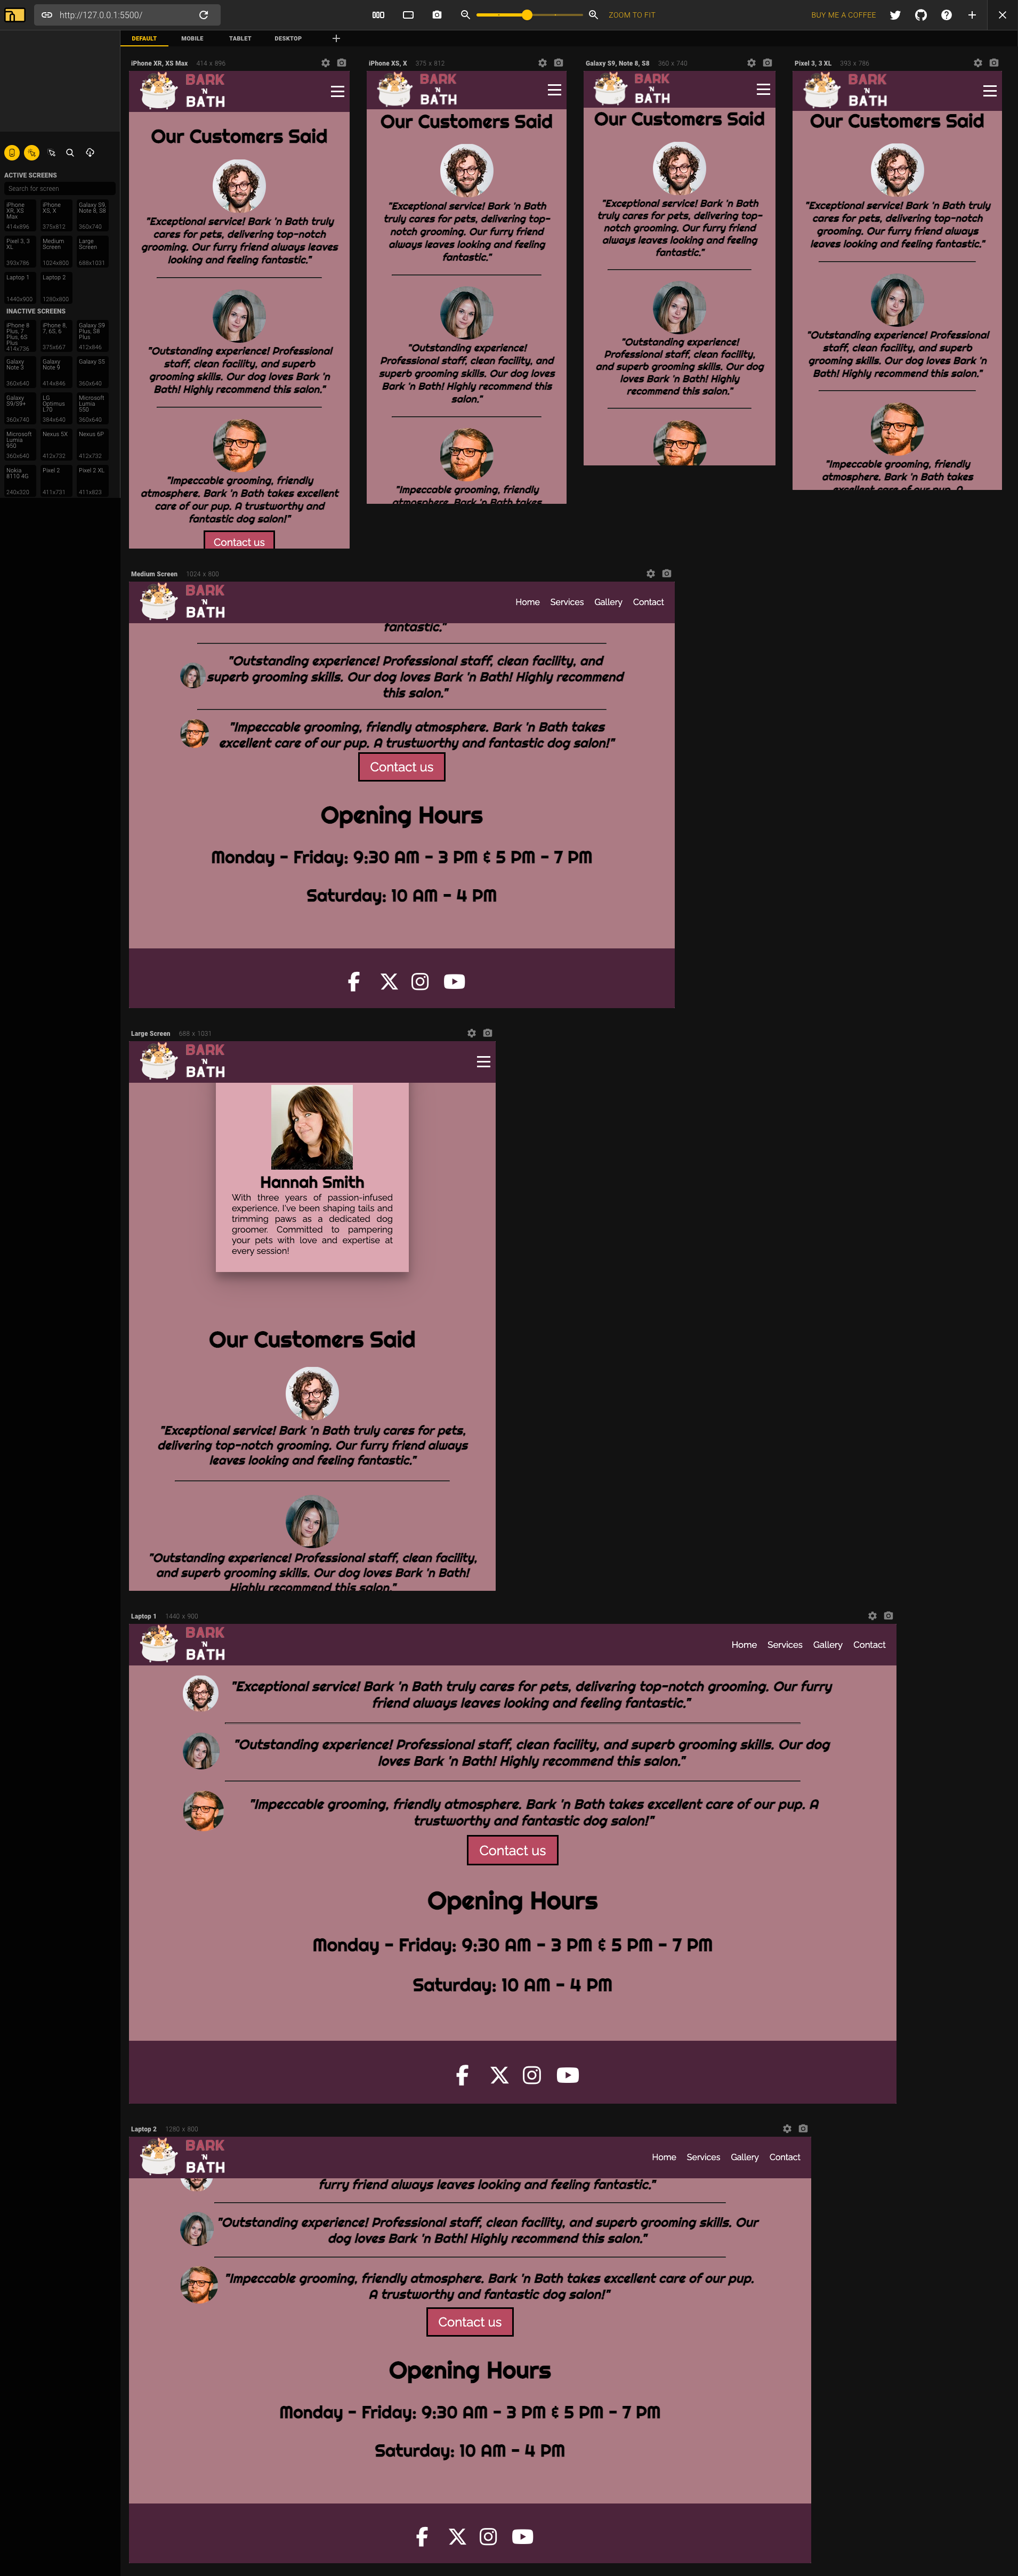 http://127.0.0.1:5500/
ZOOM TO FIT
BUY ME A COFFEE
DEFAULT
MOBILE
TABLET
DESKTOP
ACTIVE SCREENS
Search for screen
iPhone XR, XS Max
414x896
iPhone XS, X
375x812
Galaxy S9, Note 8, S8
360x740
Pixel 3, 3 XL
393x786
Medium Screen
1024x800
Large Screen
688x1031
Laptop 1
1440x900
Laptop 2
1280x800
INACTIVE SCREENS
iPhone 8 Plus, 7 Plus, 6S Plus
414x736
iPhone 8, 7, 6S, 6
375x667
Galaxy S9 Plus, S8 Plus
412x846
Galaxy Note 3
360x640
Galaxy Note 9
414x846
Galaxy S5
360x640
Galaxy S9/S9+
360x740
LG Optimus L70
384x640
Microsoft Lumia 550
360x640
Microsoft Lumia 950
360x640
Nexus 5X
412x732
Nexus 6P
412x732
Nokia 8110 4G
240x320
Pixel 2
411x731
Pixel 2 XL
411x823
iPhone XR, XS Max 414 x 896
BARK
'N
BATH
Our Customers Said
"Exceptional service! Bark 'n Bath truly
cares for pets, delivering top-notch
grooming. Our furry friend always leaves
looking and feeling fantastic."
"Outstanding experience! Professional
staff, clean facility, and superb
grooming skills. Our dog loves Bark 'n
Bath! Highly recommend this salon."
"Impeccable grooming, friendly
atmosphere. Bark 'n Bath takes excellent
care of our pup. A trustworthy and
fantastic dog salon!"
Contact us
iPhone XS, X 375 x 812
BARK
'N
BATH
Our Customers Said
"Exceptional service! Bark 'n Bath
truly cares for pets, delivering top-
notch grooming. Our furry friend
always leaves looking and feeling
fantastic."
"Outstanding experience!
Professional staff, clean facility, and
superb grooming skills. Our dog loves
Bark 'n Bath! Highly recommend this
salon."
"Impeccable grooming, friendly
atmosphere. Bark 'n Bath takes
Galaxy S9, Note 8, S8 360 x 740
BARK
'N
BATH
Our Customers Said
"Exceptional service! Bark 'n Bath
truly cares for pets, delivering top-
notch grooming. Our furry friend
always leaves looking and feeling
fantastic."
"Outstanding experience!
Professional staff, clean facility,
and superb grooming skills. Our dog
loves Bark 'n Bath! Highly
recommend this salon."
Pixel 3, 3 XL 393 x 786
BARK
'N
BATH
Our Customers Said
"Exceptional service! Bark 'n Bath truly
cares for pets, delivering top-notch
grooming. Our furry friend always
leaves looking and feeling fantastic."
"Outstanding experience! Professional
staff, clean facility, and superb
grooming skills. Our dog loves Bark 'n
Bath! Highly recommend this salon."
"Impeccable grooming, friendly
atmosphere. Bark 'n Bath takes
excellent care of our pup. A
Medium Screen 1024 x 800
BARK
'N
BATH
Home Services Gallery Contact
fantastic."
"Outstanding experience! Professional staff, clean facility, and
superb grooming skills. Our dog loves Bark 'n Bath! Highly recommend
this salon."
"Impeccable grooming, friendly atmosphere. Bark 'n Bath takes
excellent care of our pup. A trustworthy and fantastic dog salon!"
Contact us
Opening Hours
Monday - Friday: 9:30 AM - 3 PM & 5 PM - 7 PM
Saturday: 10 AM - 4 PM
Large Screen 688 x 1031
BARK
'N
BATH
Hannah Smith
With three years of passion-infused
experience, I've been shaping tails and
trimming paws as a dedicated dog
groomer. Committed to pampering
your pets with love and expertise at
every session!
Our Customers Said
"Exceptional service! Bark 'n Bath truly cares for pets,
delivering top-notch grooming. Our furry friend always
leaves looking and feeling fantastic."
"Outstanding experience! Professional staff, clean facility,
and superb grooming skills. Our dog loves Bark 'n Bath!
Highly recommend this salon."
Laptop 1 1440 x 900
BARK
'N
BATH
Home Services Gallery Contact
"Exceptional service! Bark 'n Bath truly cares for pets, delivering top-notch grooming. Our furry
friend always leaves looking and feeling fantastic."
"Outstanding experience! Professional staff, clean facility, and superb grooming skills. Our dog
loves Bark 'n Bath! Highly recommend this salon."
"Impeccable grooming, friendly atmosphere. Bark 'n Bath takes excellent care of our pup. A
trustworthy and fantastic dog salon!"
Contact us
Opening Hours
Monday - Friday: 9:30 AM - 3 PM & 5 PM - 7 PM
Saturday: 10 AM - 4 PM
Laptop 2 1280 x 800
BARK
'N
BATH
Home Services Gallery Contact
furry friend always leaves looking and feeling fantastic."
"Outstanding experience! Professional staff, clean facility, and superb grooming skills. Our
dog loves Bark 'n Bath! Highly recommend this salon."
"Impeccable grooming, friendly atmosphere. Bark 'n Bath takes excellent care of our pup.
A trustworthy and fantastic dog salon!"
Contact us
Opening Hours
Monday - Friday: 9:30 AM - 3 PM & 5 PM - 7 PM
Saturday: 10 AM - 4 PM